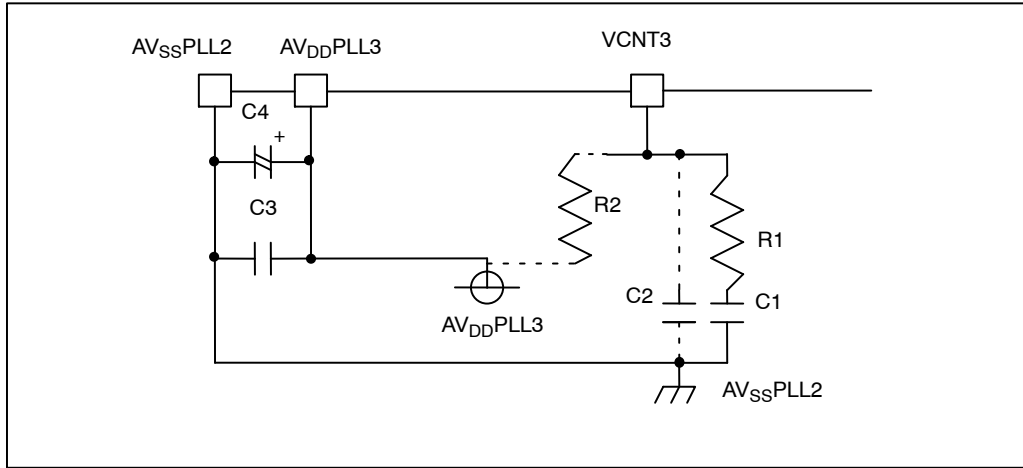 AVSSPLL2 AVDDPLL3 VCNT3
C4
+
C3
R2
R1
C2 C1
AVDDPLL3
AVSSPLL2